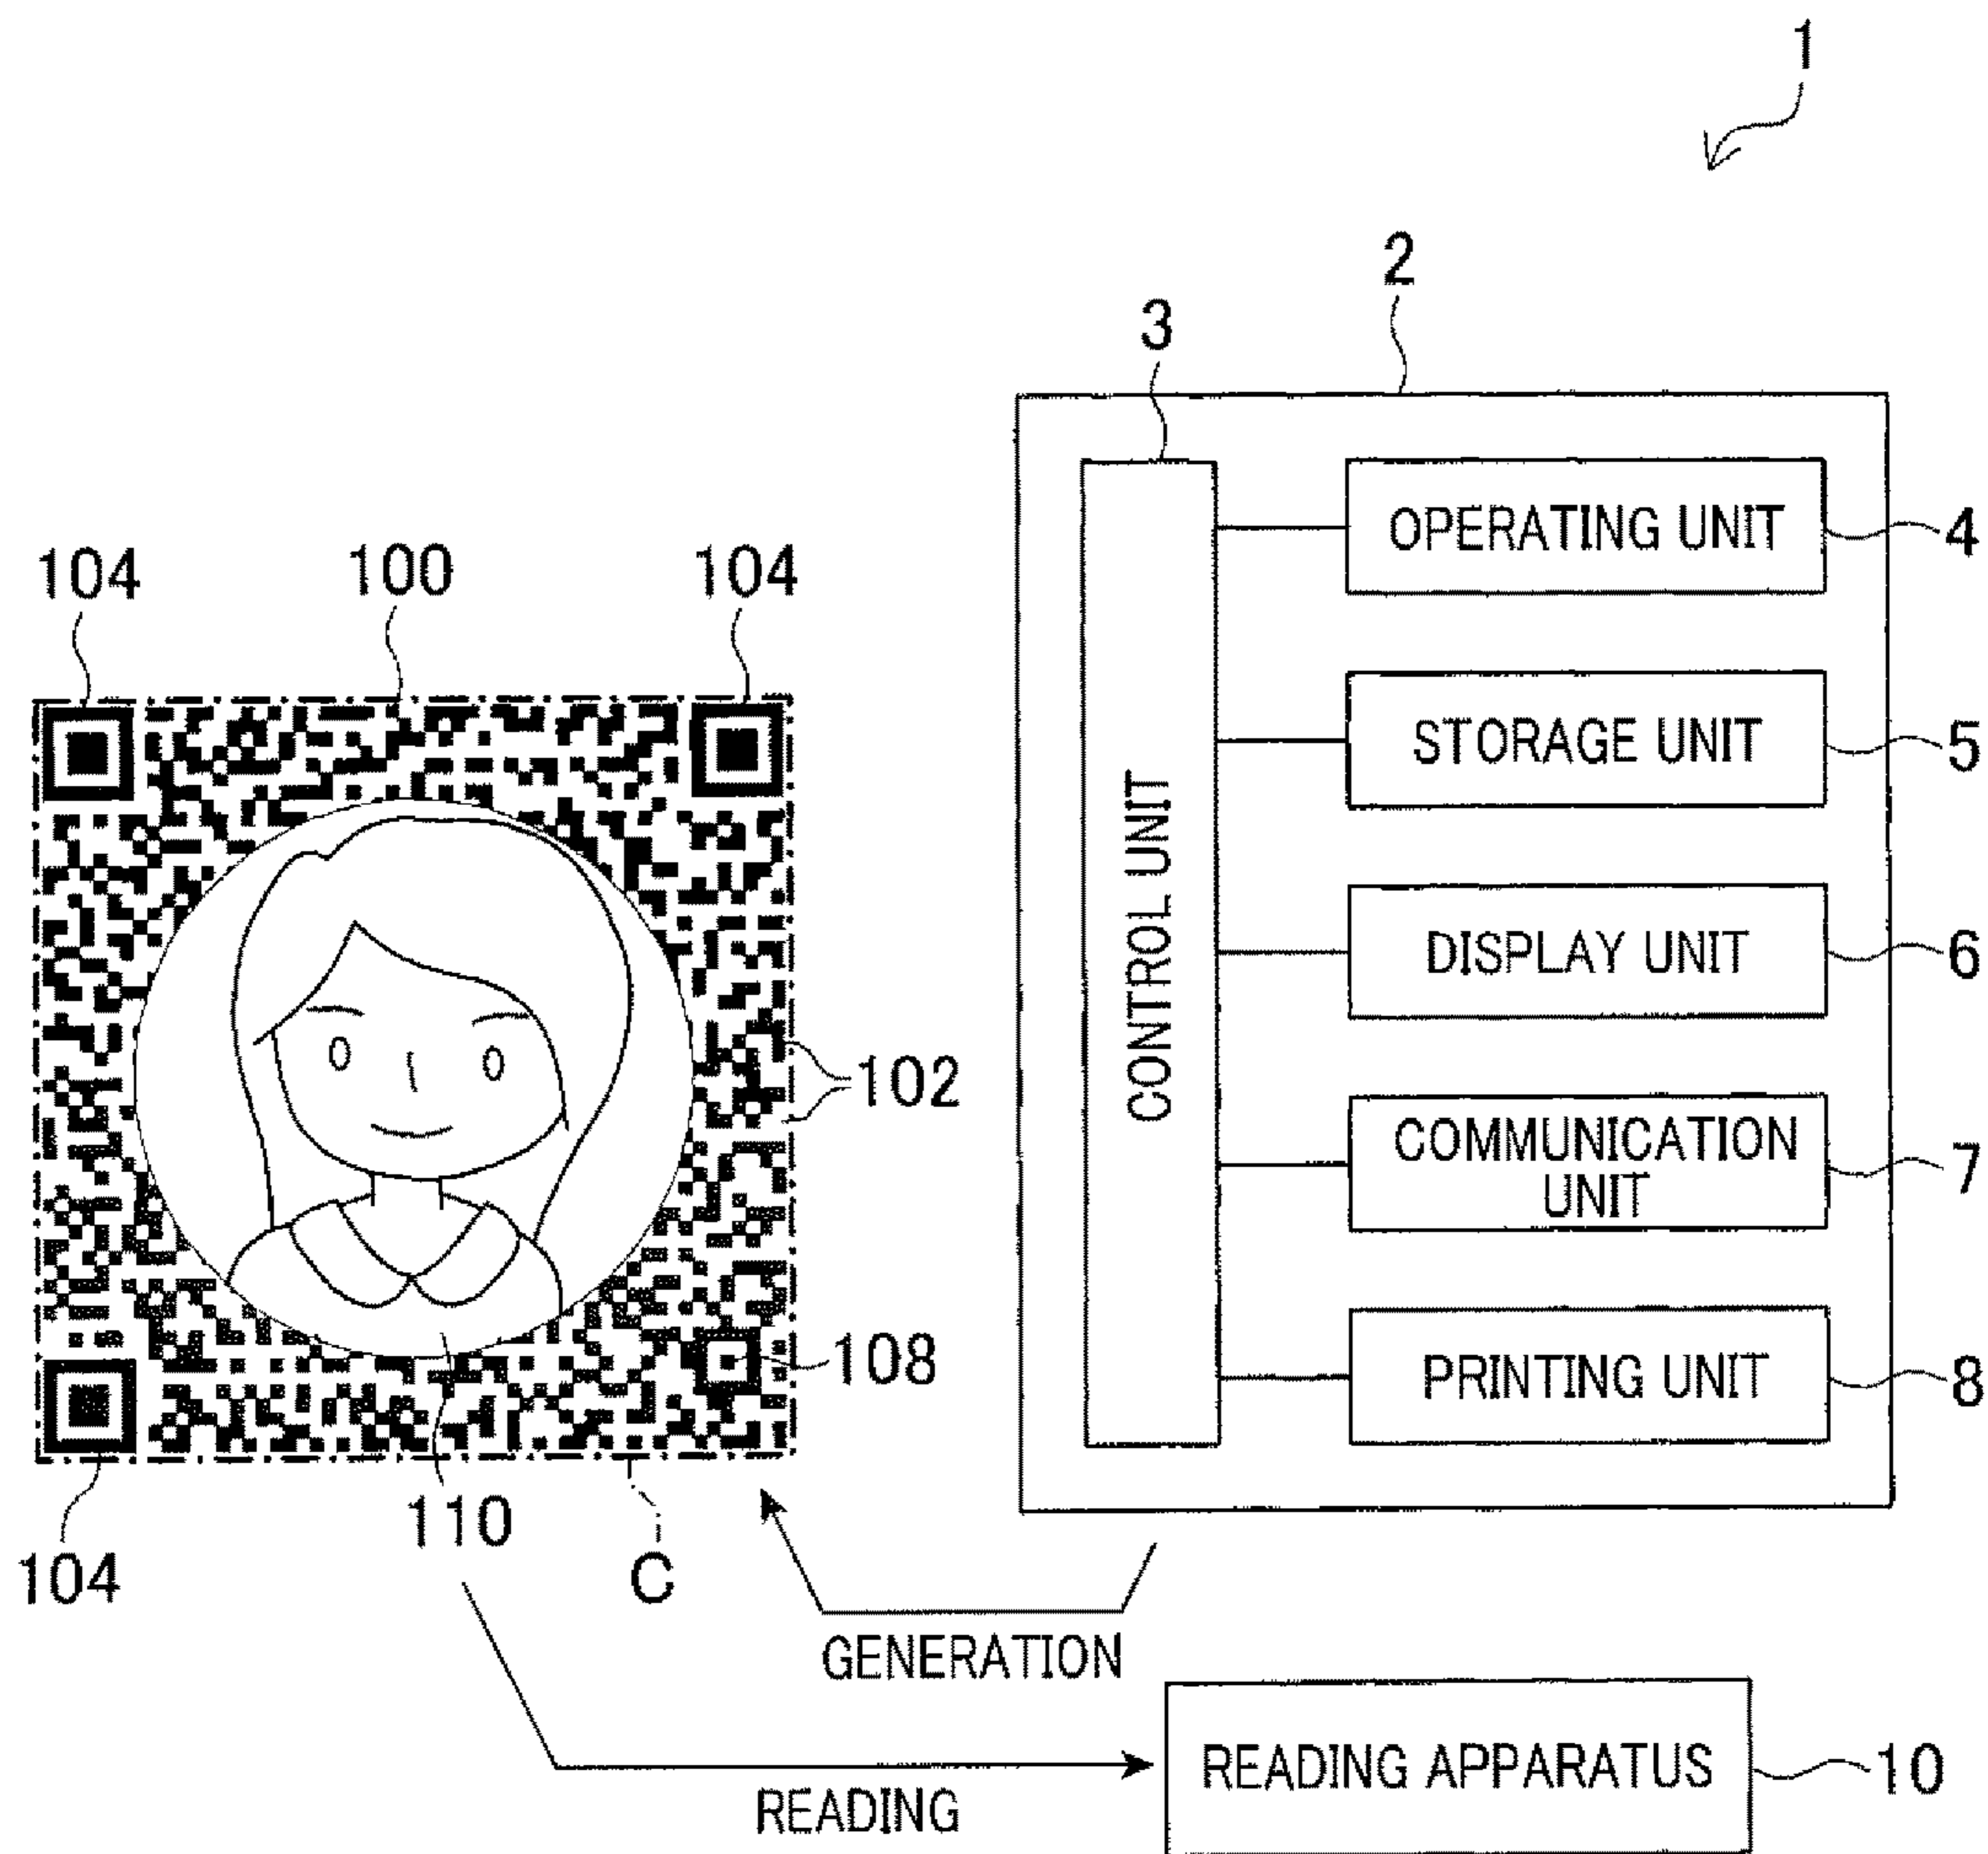 1
2
3
OPERATING UNIT
4
104
100
104
STORAGE UNIT
5
CONTROL UNIT
DISPLAY UNIT
6
102
COMMUNICATION
UNIT
7
108
PRINTING UNIT
8
110
104
C
GENERATION
READING APPARATUS
10
READING